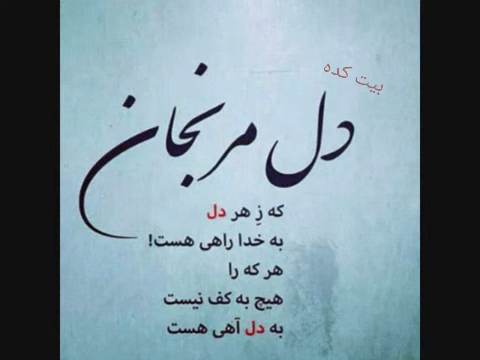 بیت کده
دل مرنجان
که زِ هر دل
به خدا راهی هست!
هر که را
هیچ به کف نیست
به دل آهی هست